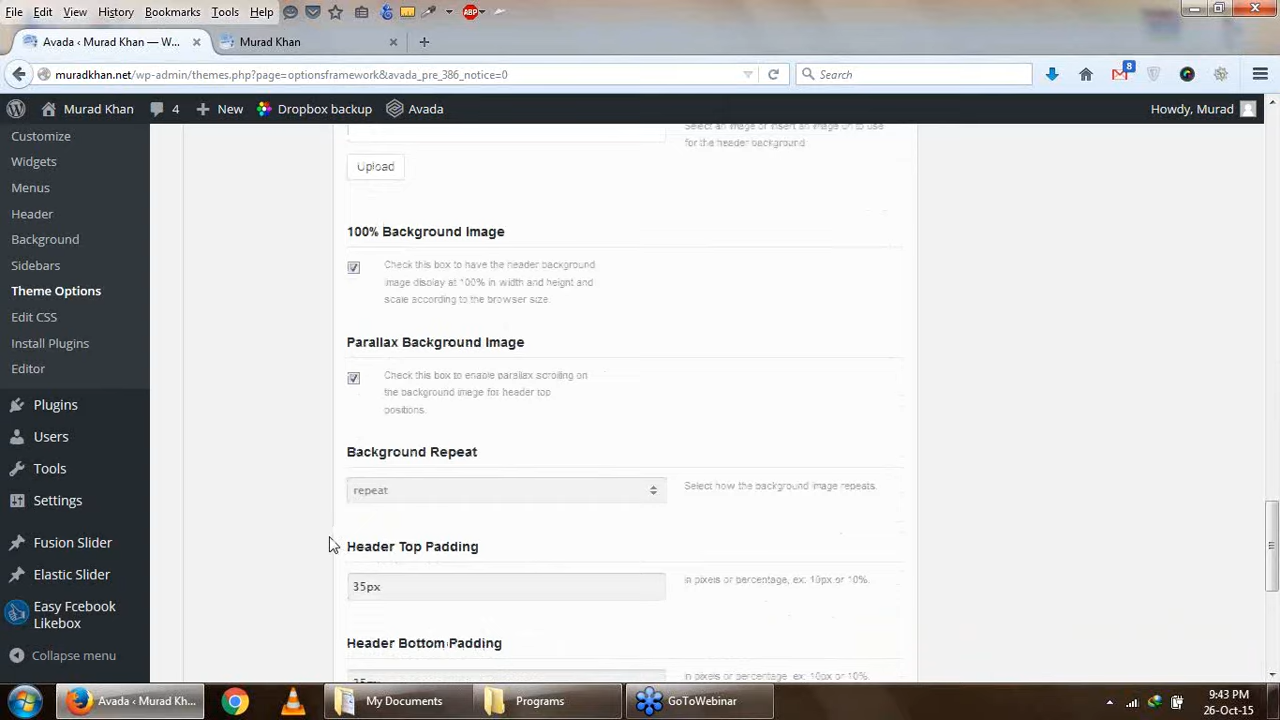 File Edit View History Bookmarks Tools Help
Avada ‹ Murad Khan — W...
Murad Khan
muradkhan.net/wp-admin/themes.php?page=optionsframework&avada_pre_386_notice=0
Search
8
Murad Khan
4
New
Dropbox backup
Avada
Howdy, Murad
Widgets
Menus
Header
Background
Sidebars
Theme Options
Edit CSS
Install Plugins
Editor
Plugins
Users
Tools
Settings
Fusion Slider
Elastic Slider
Easy Fcebook
Likebox
Collapse menu
Select an image or insert an image url to use
for the header background
Upload
100% Background Image
Check this box to have the header background
image display at 100% in width and height and
scale according to the browser size.
Parallax Background Image
Check this box to enable parallax scrolling on
the background image for header top
positions.
Background Repeat
repeat
Select how the background image repeats.
Header Top Padding
35px
In pixels or percentage, ex: 10px or 10%.
Header Bottom Padding
In pixels or percentage, ex: 10px or 10%.
Avada ‹ Murad Kh...
My Documents
Programs
GoToWebinar
9:43 PM
26-Oct-15